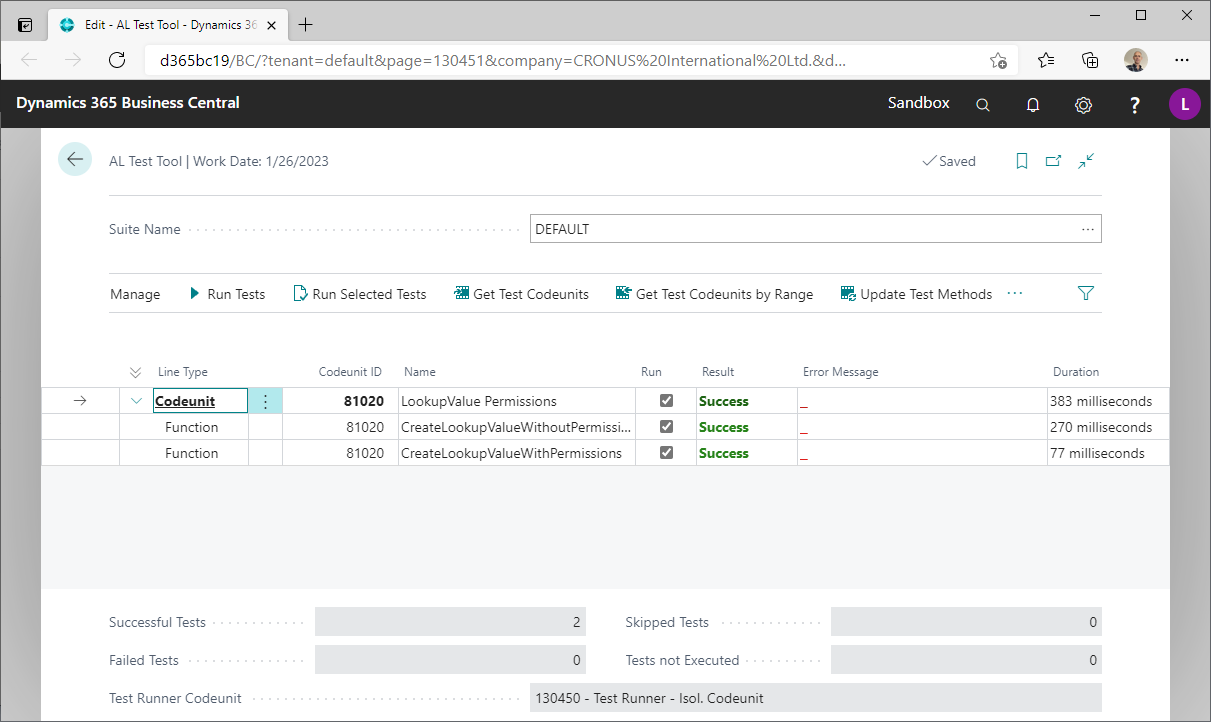 Edit - AL Test Tool - Dynamics 36
d365bc19/BC/?tenant=default&page=130451&company=CRONUS%20International%20Ltd.&d...
Dynamics 365 Business Central
Sandbox
?
L
AL Test Tool | Work Date: 1/26/2023
Saved
Suite Name
DEFAULT
Manage Run Tests Run Selected Tests Get Test Codeunits Get Test Codeunits by Range Update Test Methods
Line Type Codeunit ID Name Run Result Error Message Duration
Codeunit 81020 LookupValue Permissions Success _ 383 milliseconds
Function 81020 CreateLookupValueWithoutPermissi... Success _ 270 milliseconds
Function 81020 CreateLookupValueWithPermissions Success _ 77 milliseconds
Successful Tests 2 Skipped Tests 0
Failed Tests 0 Tests not Executed 0
Test Runner Codeunit 130450 - Test Runner - Isol. Codeunit